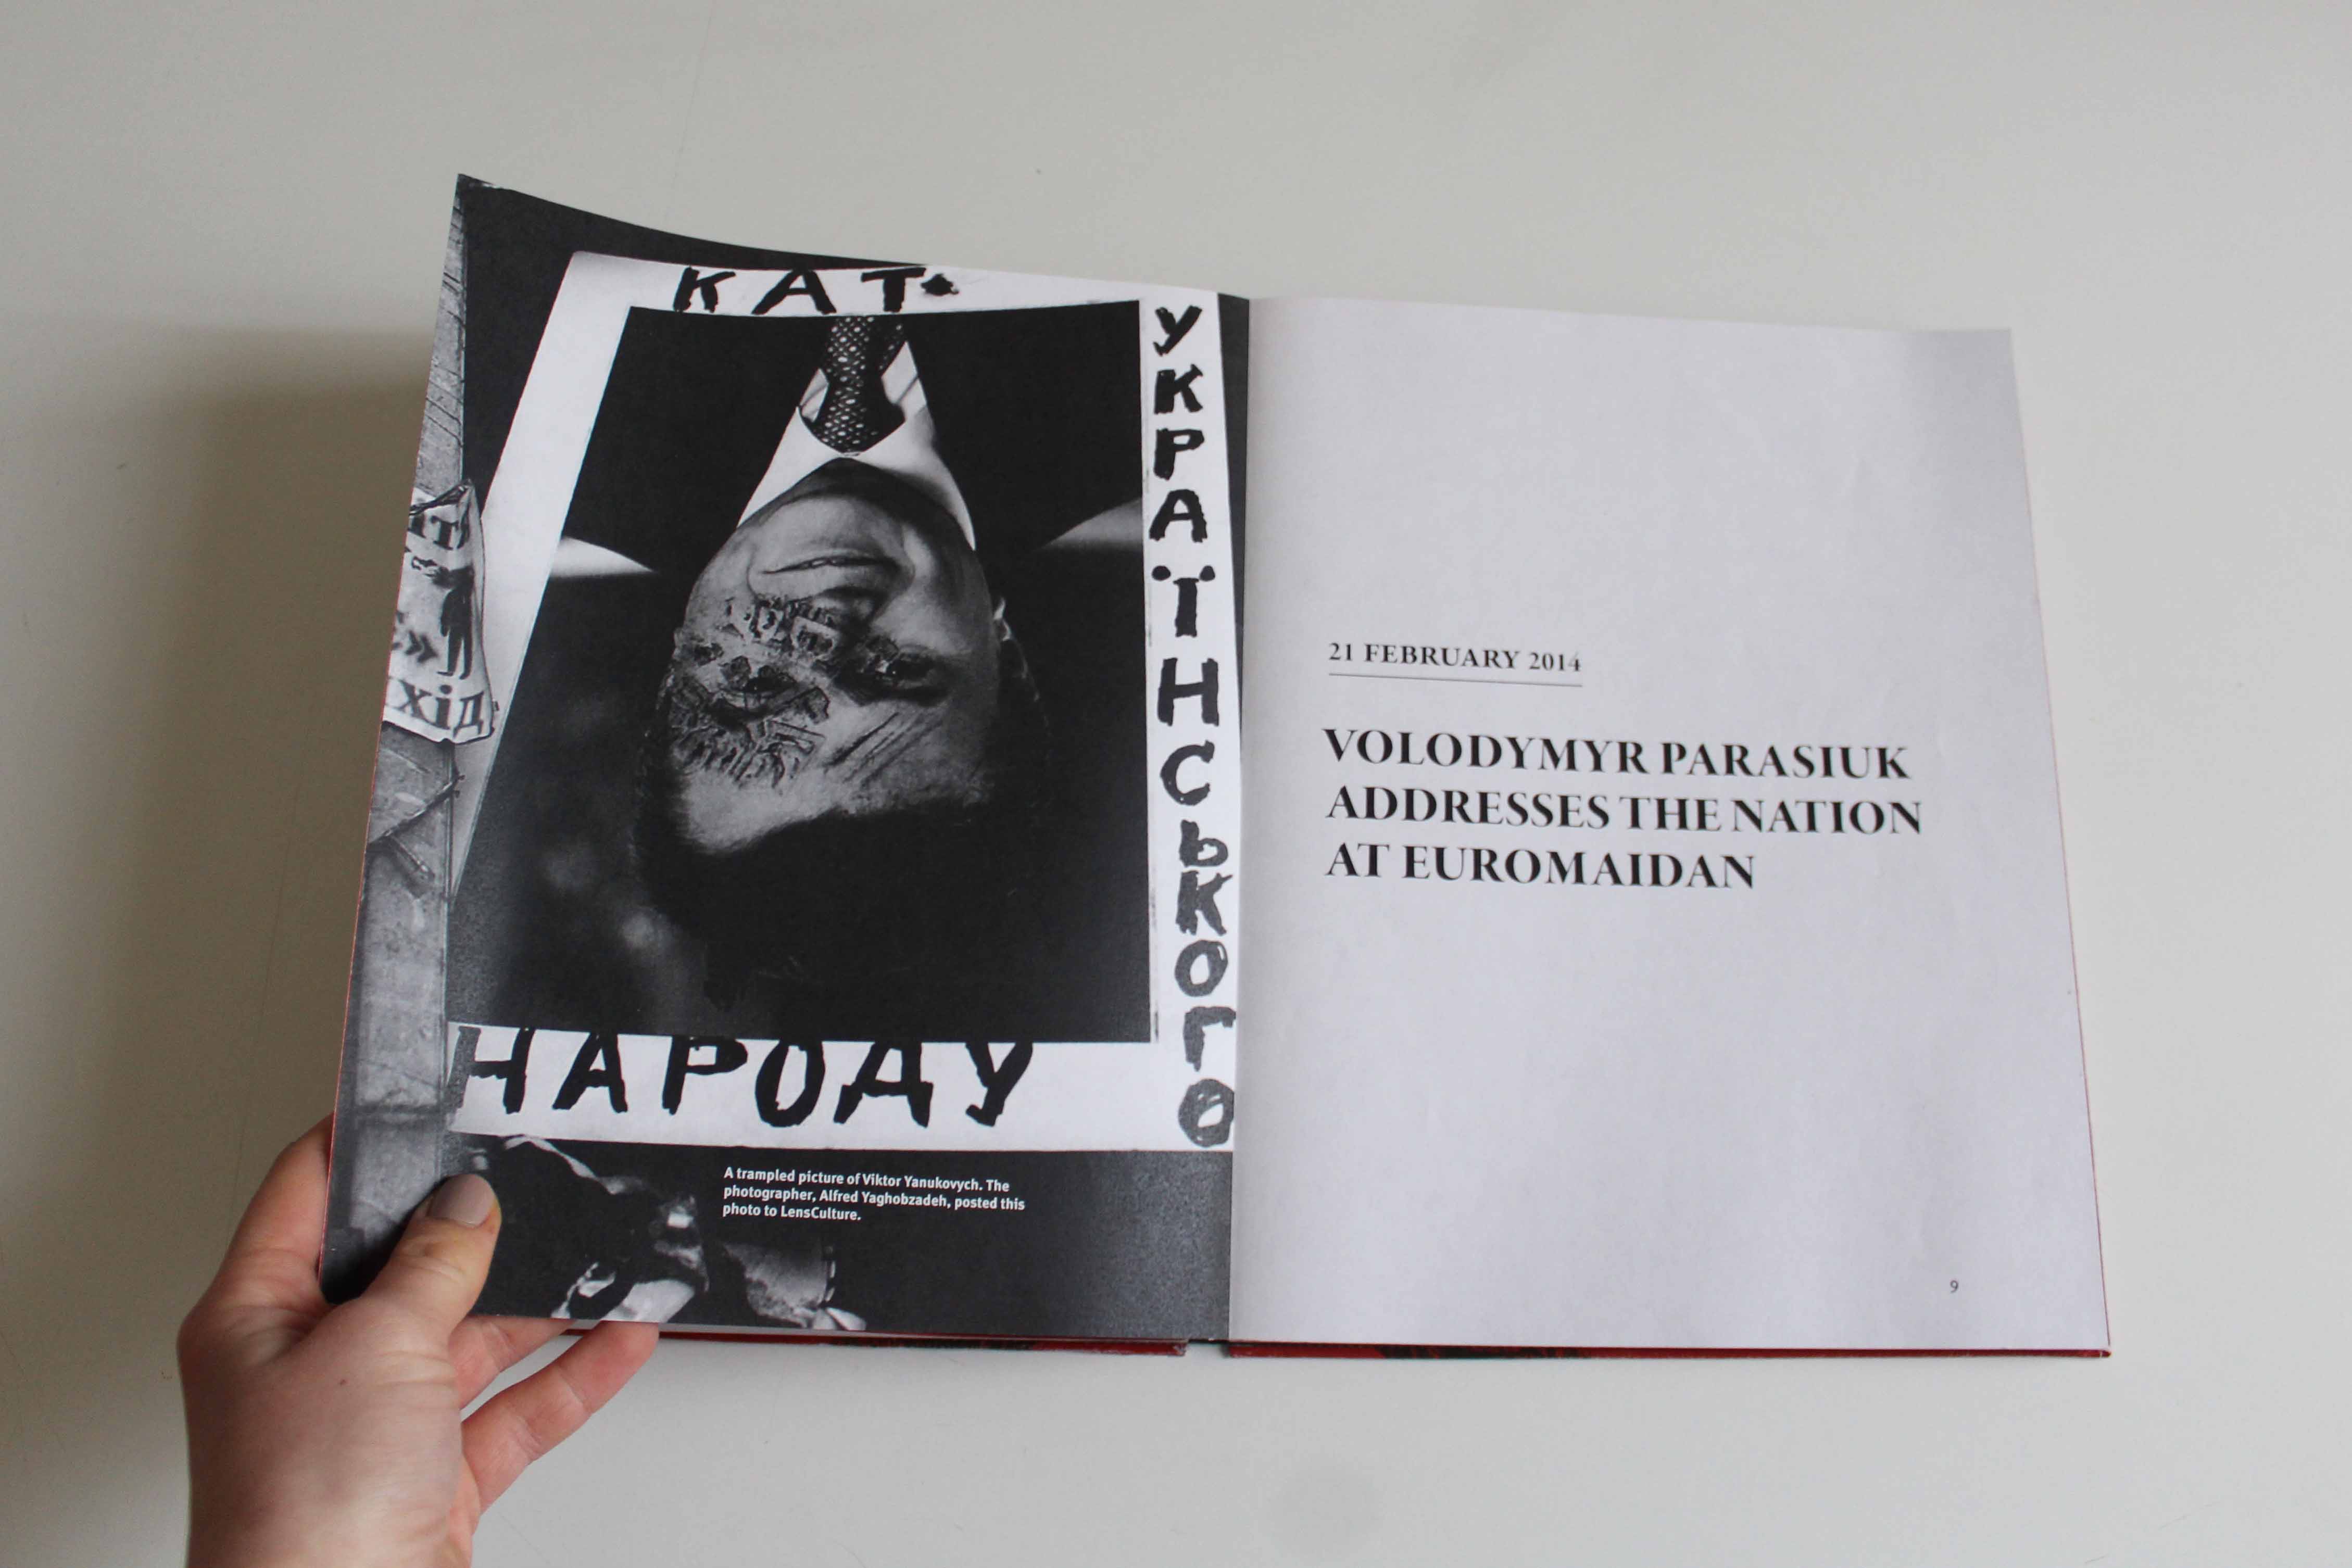 КАТ
УКРАЇНСЬКОГО
НАРОДУ
хід
A trampled picture of Viktor Yanukovych. The
photographer, Alfred Yaghobzadeh, posted this
photo to LensCulture.
21 FEBRUARY 2014
VOLODYMYR PARASIUK
ADDRESSES THE NATION
AT EUROMAIDAN
9